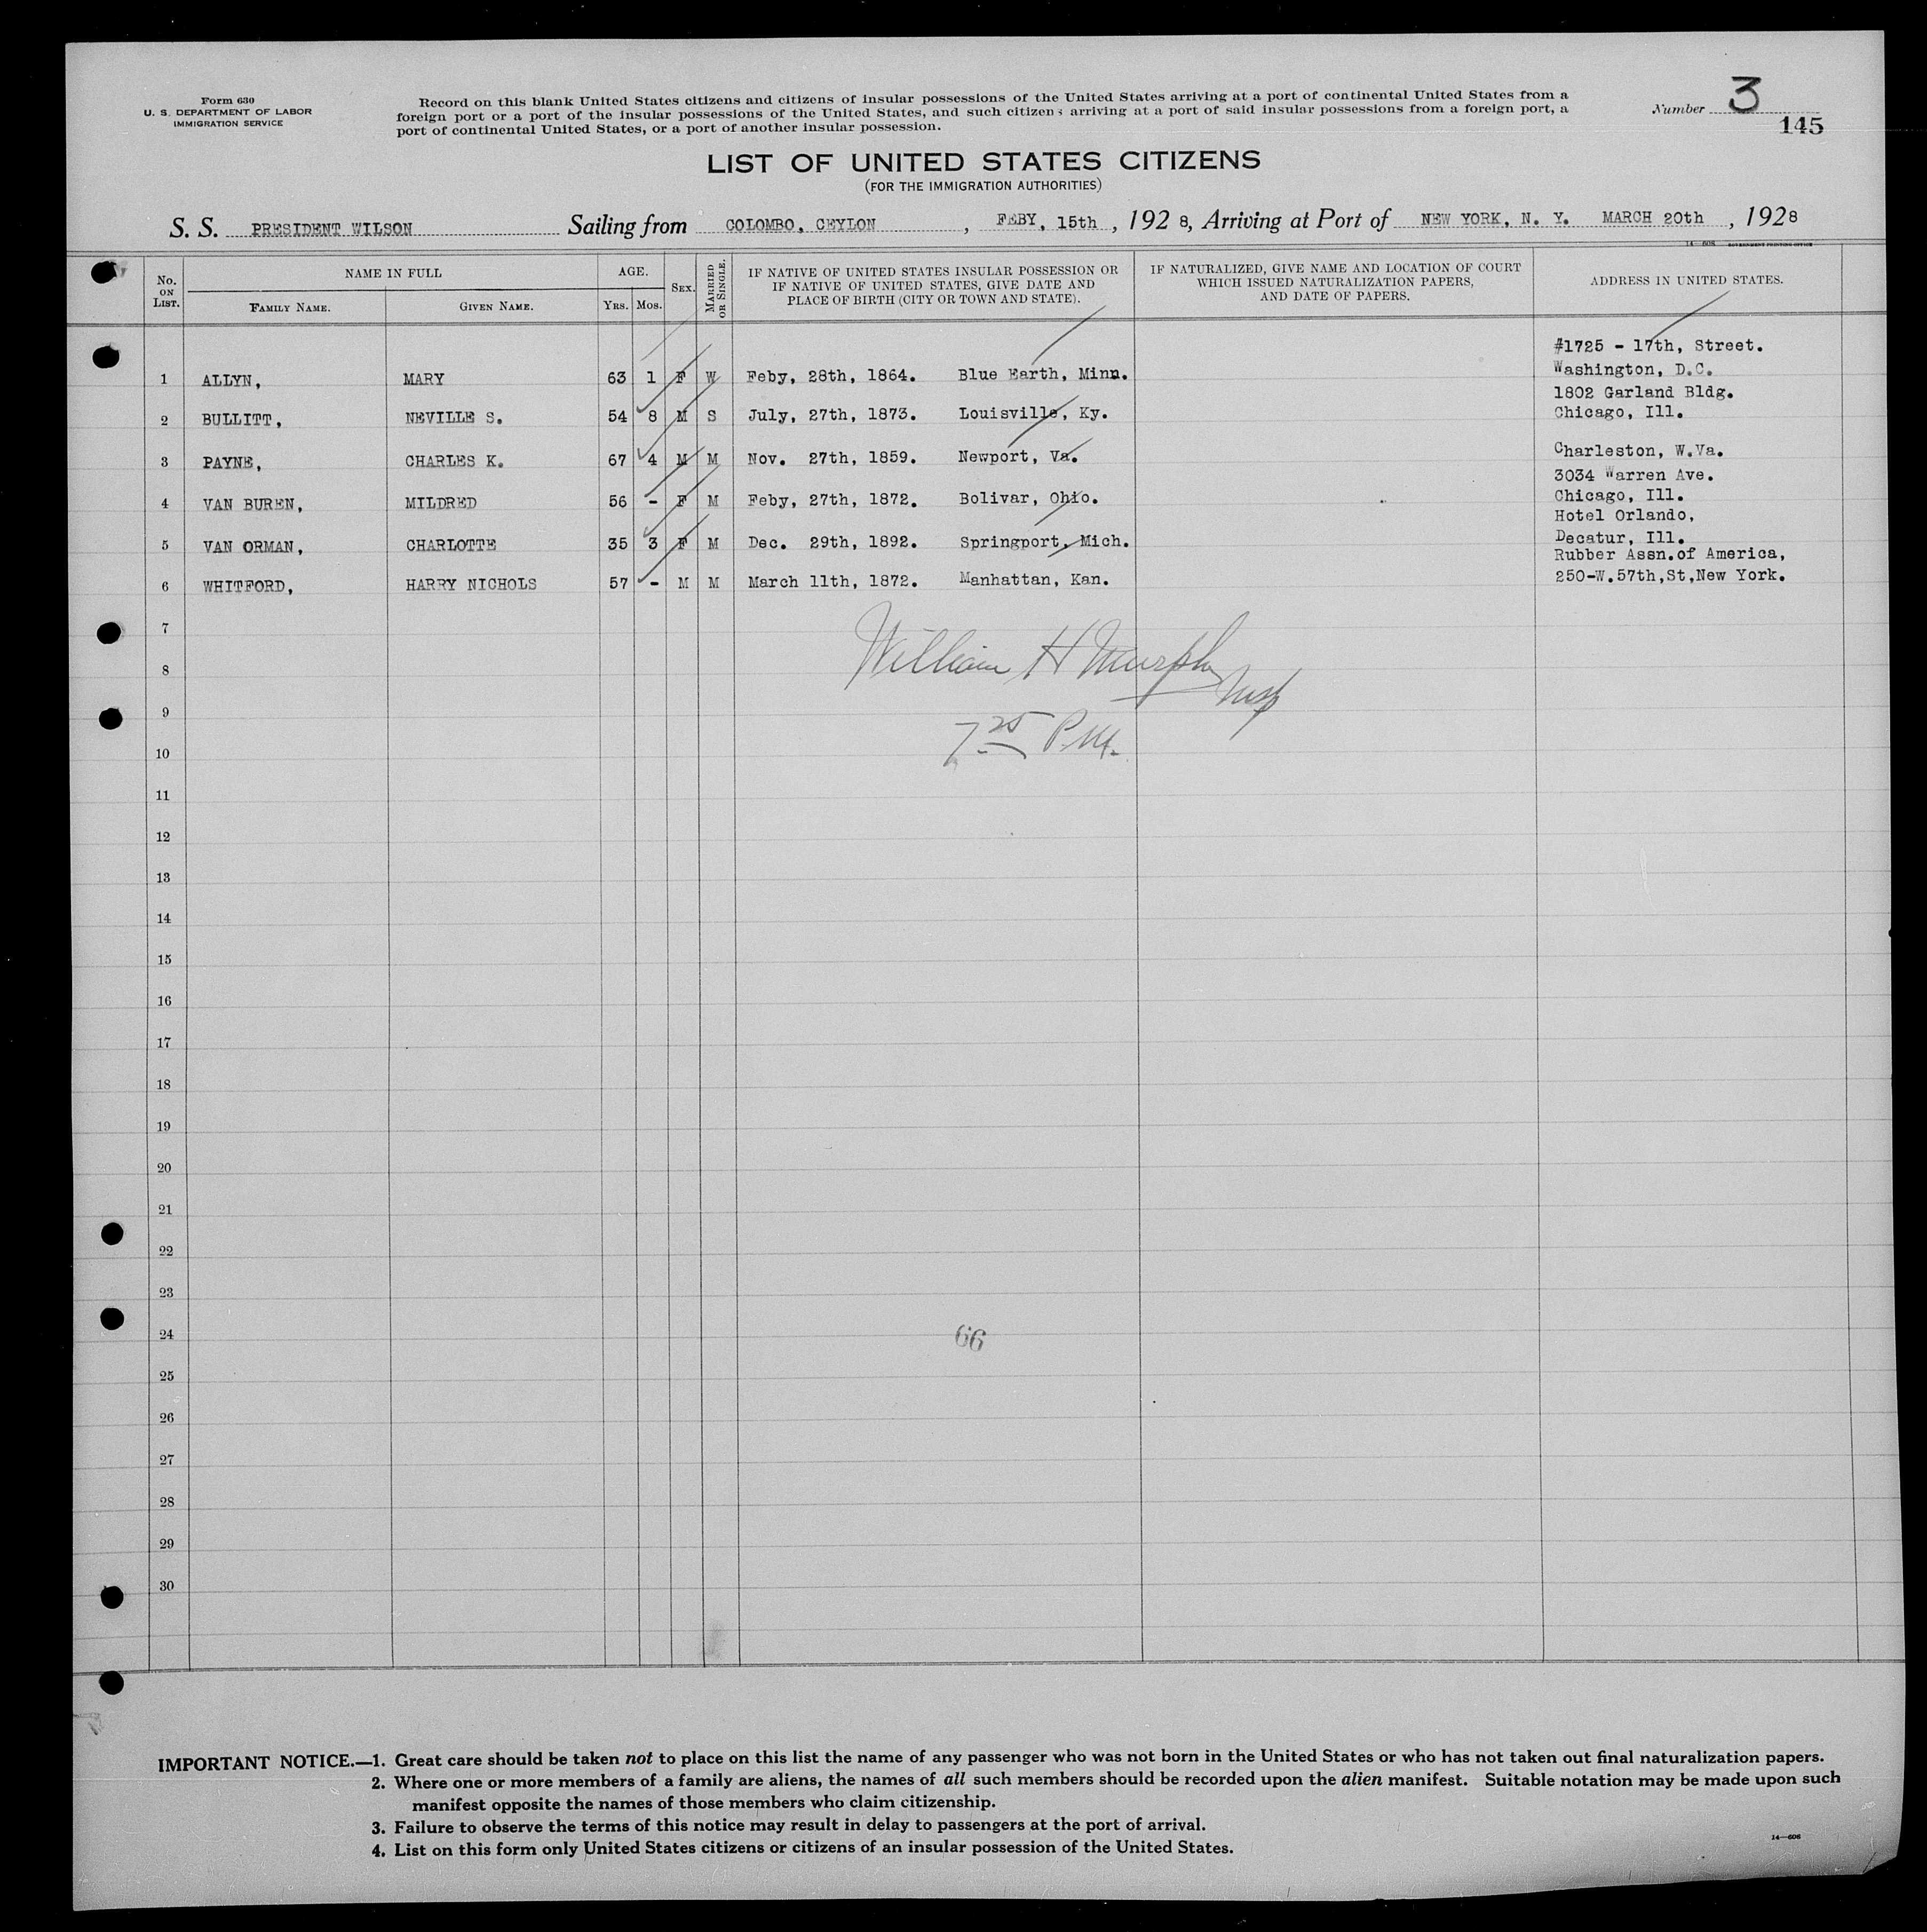 Form 630
U. S. DEPARTMENT OF LABOR
IMMIGRATION SERVICE
Record on this blank United States citizens and citizens of insular possessions of the United States arriving at a port of continental United States from a
foreign port or a port of the insular possessions of the United States, and such citizens arriving at a port of said insular possessions from a foreign port, a
port of continental United States, or a port of another insular possession.
Number 3
145
LIST OF UNITED STATES CITIZENS
(FOR THE IMMIGRATION AUTHORITIES)
S. S. PRESIDENT WILSON Sailing from COLOMBO, CEYLON, FEBY, 15th, 1928, Arriving at Port of NEW YORK, N. Y. MARCH 20th, 1928
14—608 GOVERNMENT PRINTING OFFICE
No. ON LIST. NAME IN FULL AGE. SEX. MARRIED OR SINGLE. IF NATIVE OF UNITED STATES INSULAR POSSESSION OR IF NATIVE OF UNITED STATES, GIVE DATE AND PLACE OF BIRTH (CITY OR TOWN AND STATE). IF NATURALIZED, GIVE NAME AND LOCATION OF COURT WHICH ISSUED NATURALIZATION PAPERS, AND DATE OF PAPERS. ADDRESS IN UNITED STATES.
FAMILY NAME. GIVEN NAME. YRS. MOS.
#1725 - 17th, Street.
1 ALLYN, MARY 63 1 F W Feby, 28th, 1864. Blue Earth, Minn. Washington, D.C.
1802 Garland Bldg.
2 BULLITT, NEVILLE S. 54 8 M S July, 27th, 1873. Louisville, Ky. Chicago, Ill.
3 PAYNE, CHARLES K. 67 4 M M Nov. 27th, 1859. Newport, Va. Charleston, W.Va.
3034 Warren Ave.
4 VAN BUREN, MILDRED 56 - F M Feby, 27th, 1872. Bolivar, Ohio. Chicago, Ill.
Hotel Orlando,
5 VAN ORMAN, CHARLOTTE 35 3 F M Dec. 29th, 1892. Springport, Mich. Decatur, Ill.
Rubber Assn.of America,
6 WHITFORD, HARRY NICHOLS 57 - M M March 11th, 1872. Manhattan, Kan. 250-W.57th,St,New York.
7
William H Murphy
8
Insp
9
7.25 P.M.
10
11
12
13
14
15
16
17
18
19
20
21
22
23
24 66
25
26
27
28
29
30
IMPORTANT NOTICE.—1. Great care should be taken not to place on this list the name of any passenger who was not born in the United States or who has not taken out final naturalization papers.
2. Where one or more members of a family are aliens, the names of all such members should be recorded upon the alien manifest. Suitable notation may be made upon such
manifest opposite the names of those members who claim citizenship.
3. Failure to observe the terms of this notice may result in delay to passengers at the port of arrival.
4. List on this form only United States citizens or citizens of an insular possession of the United States.
14—606